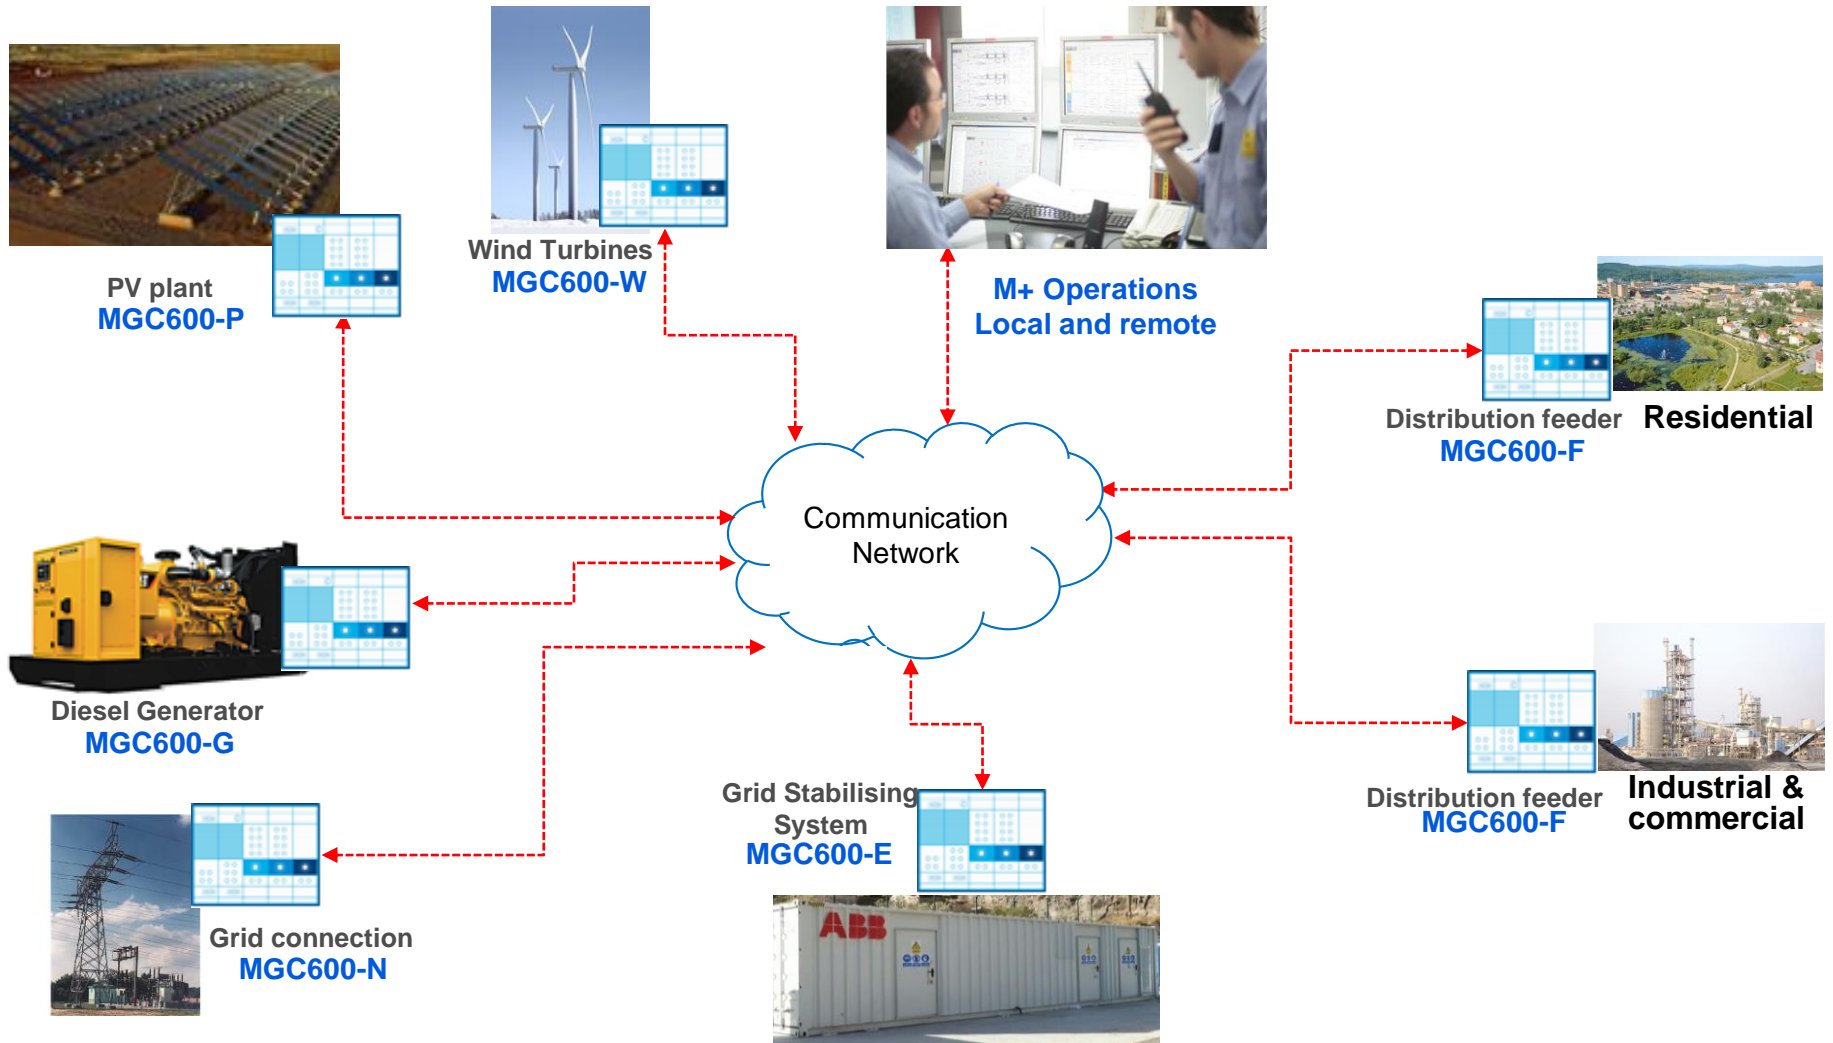 Wind Turbines
MGC600-W
PV plant
MGC600-P
M+ Operations
Local and remote
Distribution feeder
MGC600-F
Residential
Communication
Network
Diesel Generator
MGC600-G
Grid Stabilising
System
MGC600-E
Distribution feeder
MGC600-F
Industrial &
commercial
Grid connection
MGC600-N
ABB